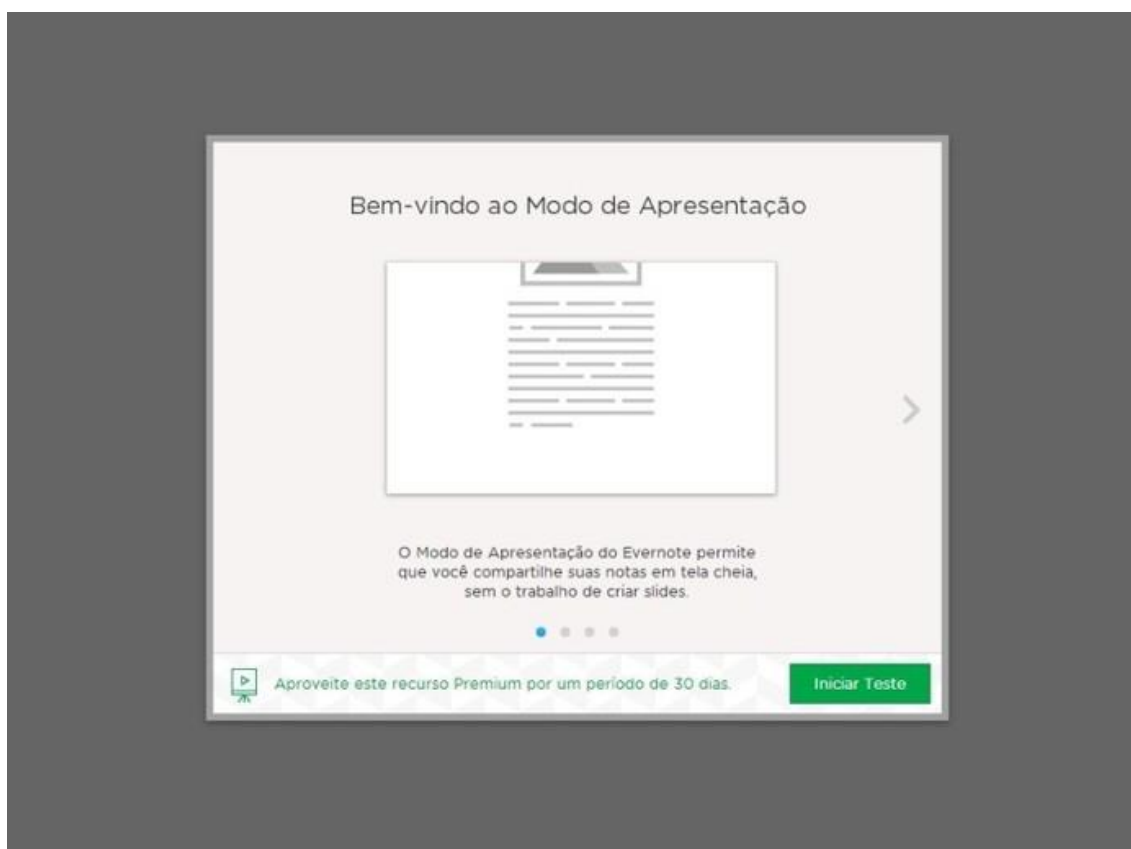 Bem-vindo ao Modo de Apresentação
O Modo de Apresentação do Evernote permite
que você compartilhe suas notas em tela cheia,
sem o trabalho de criar slides.
Aproveite este recurso Premium por um período de 30 dias.
Iniciar Teste